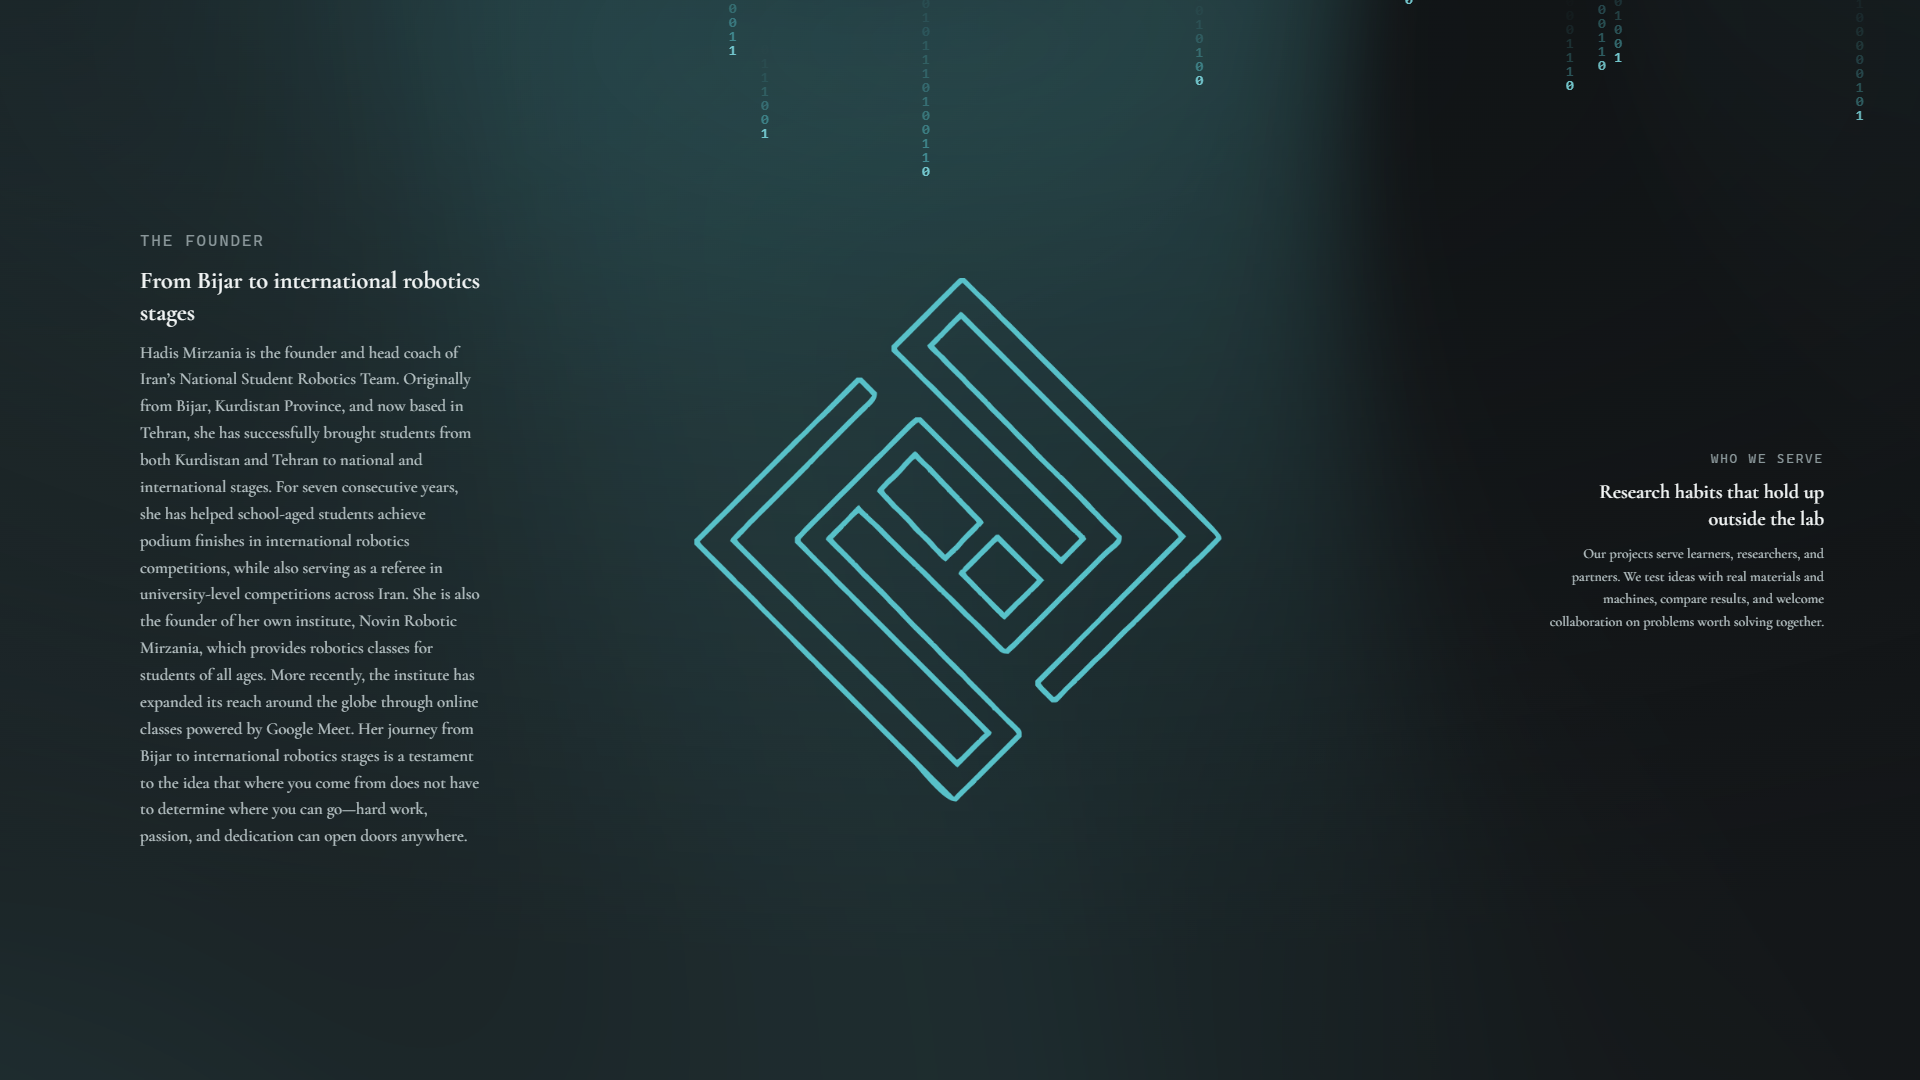 THE FOUNDER
From Bijar to international robotics
stages
Hadis Mirzania is the founder and head coach of
Iran’s National Student Robotics Team. Originally
from Bijar, Kurdistan Province, and now based in
Tehran, she has successfully brought students from
both Kurdistan and Tehran to national and
international stages. For seven consecutive years,
she has helped school-aged students achieve
podium finishes in international robotics
competitions, while also serving as a referee in
university-level competitions across Iran. She is also
the founder of her own institute, Novin Robotic
Mirzania, which provides robotics classes for
students of all ages. More recently, the institute has
expanded its reach around the globe through online
classes powered by Google Meet. Her journey from
Bijar to international robotics stages is a testament
to the idea that where you come from does not have
to determine where you can go—hard work,
passion, and dedication can open doors anywhere.
WHO WE SERVE
Research habits that hold up
outside the lab
Our projects serve learners, researchers, and
partners. We test ideas with real materials and
machines, compare results, and welcome
collaboration on problems worth solving together.